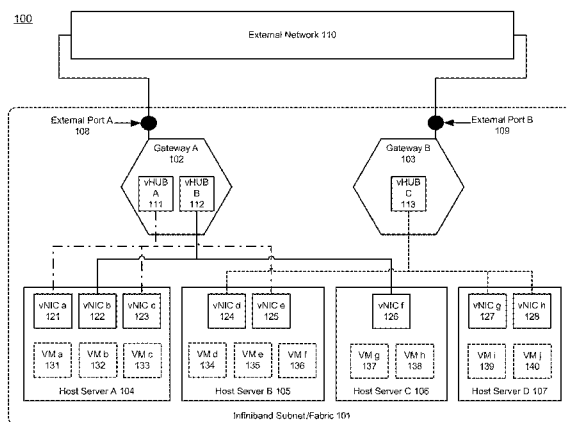 100
External Network 110
External Port A
108
External Port B
109
Gateway A
102
Gateway B
103
vHUB
A
111
vHUB
B
112
vHUB
C
113
vNIC a
121
vNIC b
122
vNIC c
123
vNIC d
124
vNIC e
125
vNIC f
126
vNIC g
127
vNIC h
128
VM a
131
VM b
132
VM c
133
VM d
134
VM e
135
VM f
136
VM g
137
VM h
138
VM i
139
VM j
140
Host Server A 104
Host Server B 105
Host Server C 106
Host Server D 107
Infiniband Subnet/Fabric 101